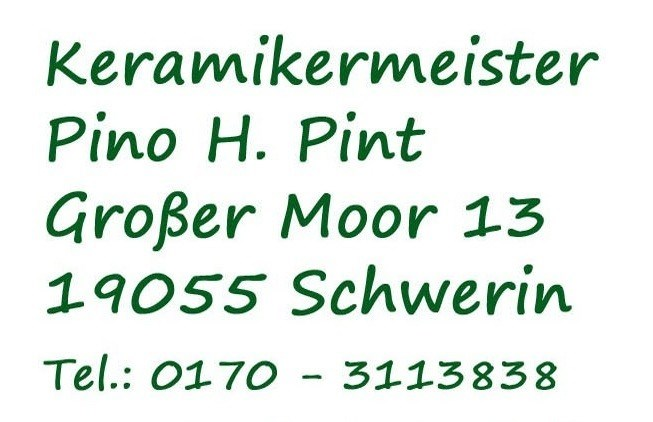 Keramikermeister
Pino H. Pint
Großer Moor 13
19055 Schwerin
Tel.: 0170 - 3113838